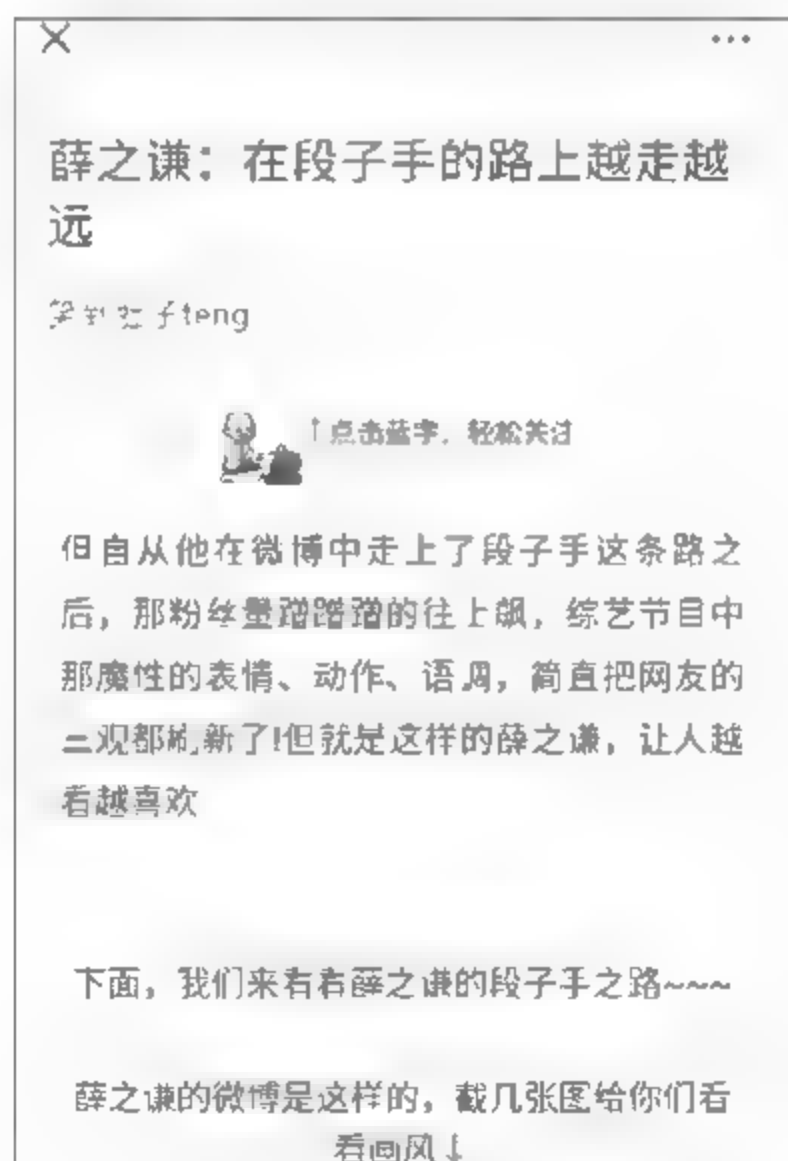 薛之谦：在段子手的路上越走越
远
teng
↑点击蓝字，轻松关注
但自从他在微博中走上了段子手这条路之
后，那粉丝量蹭蹭蹭的往上飙，综艺节目中
那魔性的表情、动作、语调，简直把网友的
三观都刷新了!但就是这样的薛之谦，让人越
看越喜欢
下面，我们来看看薛之谦的段子手之路~~~
薛之谦的微博是这样的，截几张图给你们看
看画风↓